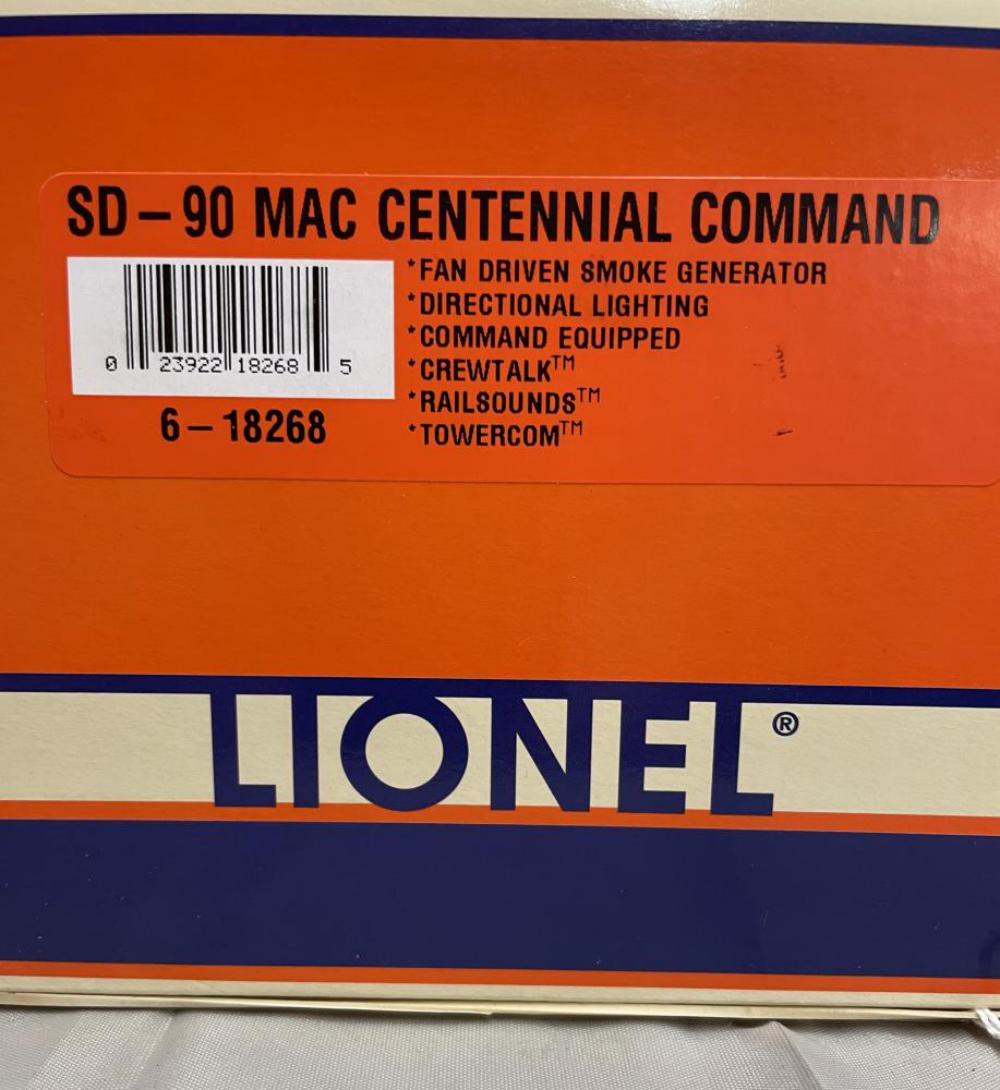 SD – 90 MAC CENTENNIAL COMMAND
*FAN DRIVEN SMOKE GENERATOR
*DIRECTIONAL LIGHTING
*COMMAND EQUIPPED
*CREWTALK™
*RAILSOUNDS™
*TOWERCOM™
0 23922 18268 5
6 – 18268
LIONEL®